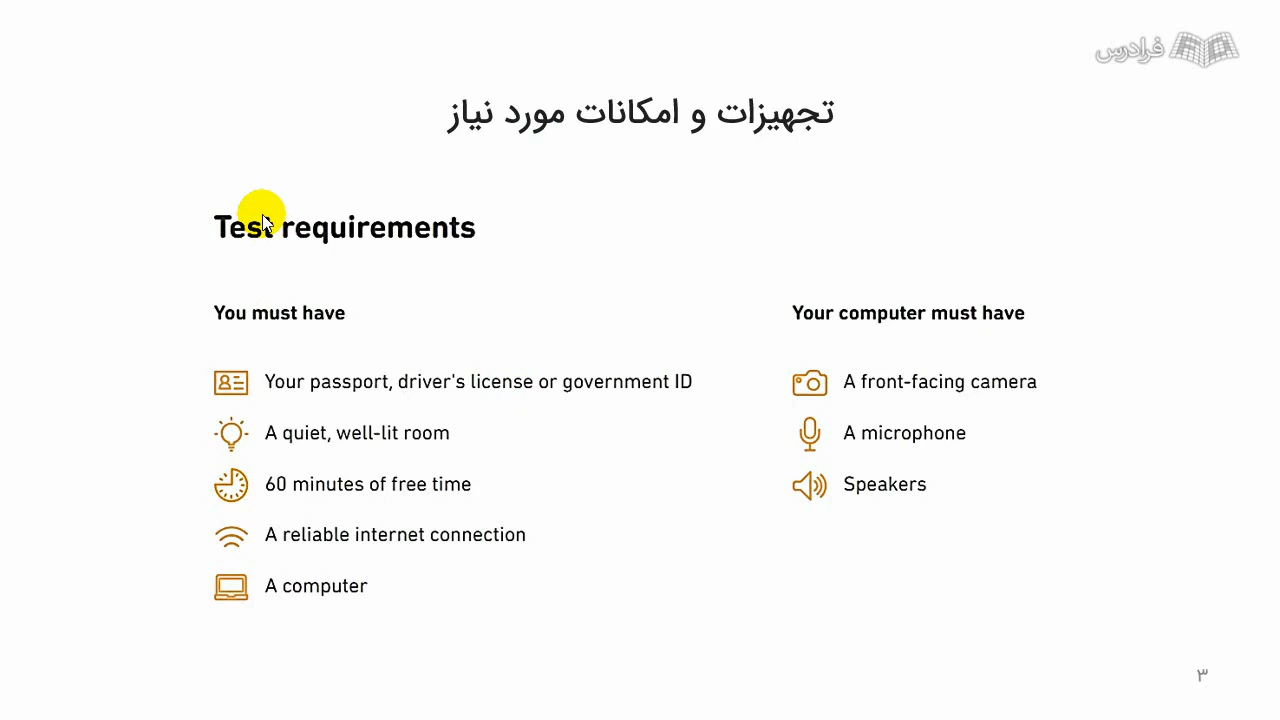 فرادرس
تجهیزات و امکانات مورد نیاز
Test requirements
You must have
Your passport, driver's license or government ID
A quiet, well-lit room
60 minutes of free time
A reliable internet connection
A computer
Your computer must have
A front-facing camera
A microphone
Speakers
۳